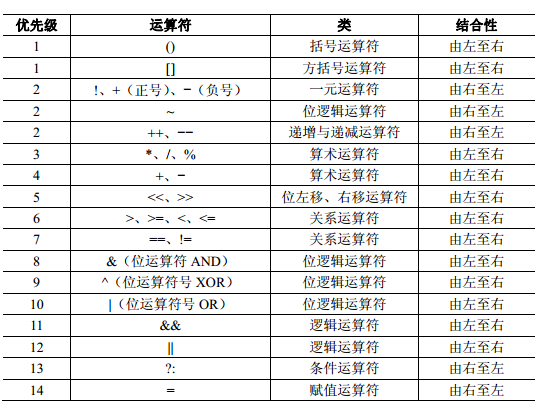 优先级 运算符 类 结合性
1 () 括号运算符 由左至右
1 [] 方括号运算符 由左至右
2 !、+（正号）、−（负号） 一元运算符 由右至左
2 ~ 位逻辑运算符 由右至左
2 ++、−− 递增与递减运算符 由右至左
3 *、/、% 算术运算符 由左至右
4 +、− 算术运算符 由左至右
5 <<、>> 位左移、右移运算符 由左至右
6 >、>=、<、<= 关系运算符 由左至右
7 ==、!= 关系运算符 由左至右
8 &（位运算符 AND） 位逻辑运算符 由左至右
9 ^（位运算符号 XOR） 位逻辑运算符 由左至右
10 |（位运算符号 OR） 位逻辑运算符 由左至右
11 && 逻辑运算符 由左至右
12 || 逻辑运算符 由左至右
13 ?: 条件运算符 由右至左
14 = 赋值运算符 由右至左